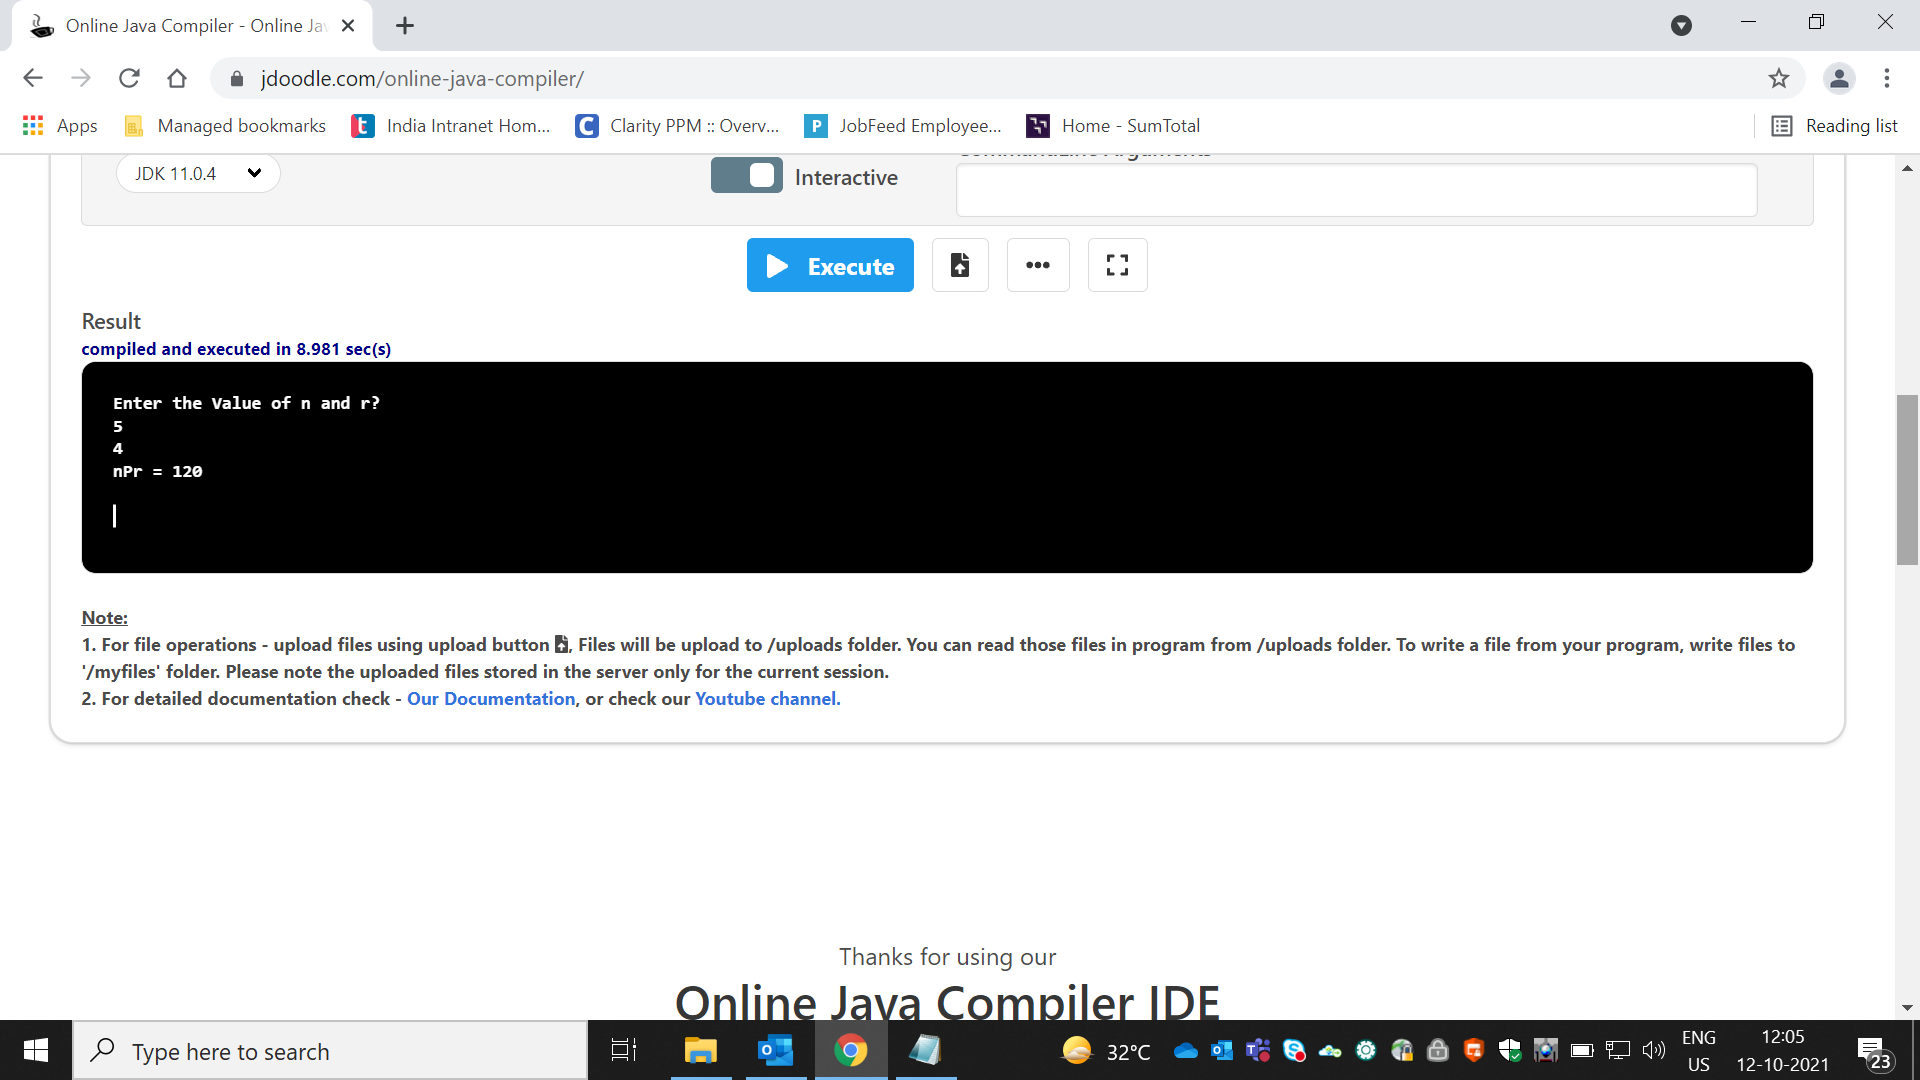 Online Java Compiler - Online Jav
jdoodle.com/online-java-compiler/
Apps
Managed bookmarks
India Intranet Hom...
Clarity PPM :: Overv...
JobFeed Employee...
Home - SumTotal
Reading list
JDK 11.0.4
Interactive
CommandLine Arguments
Execute
Result
compiled and executed in 8.981 sec(s)
Enter the Value of n and r?
5
4
nPr = 120
Note:
1. For file operations - upload files using upload button , Files will be upload to /uploads folder. You can read those files in program from /uploads folder. To write a file from your program, write files to
'/myfiles' folder. Please note the uploaded files stored in the server only for the current session.
2. For detailed documentation check - Our Documentation, or check our Youtube channel.
Thanks for using our
Online Java Compiler IDE
Type here to search
32°C
ENG
US
12:05
12-10-2021
23